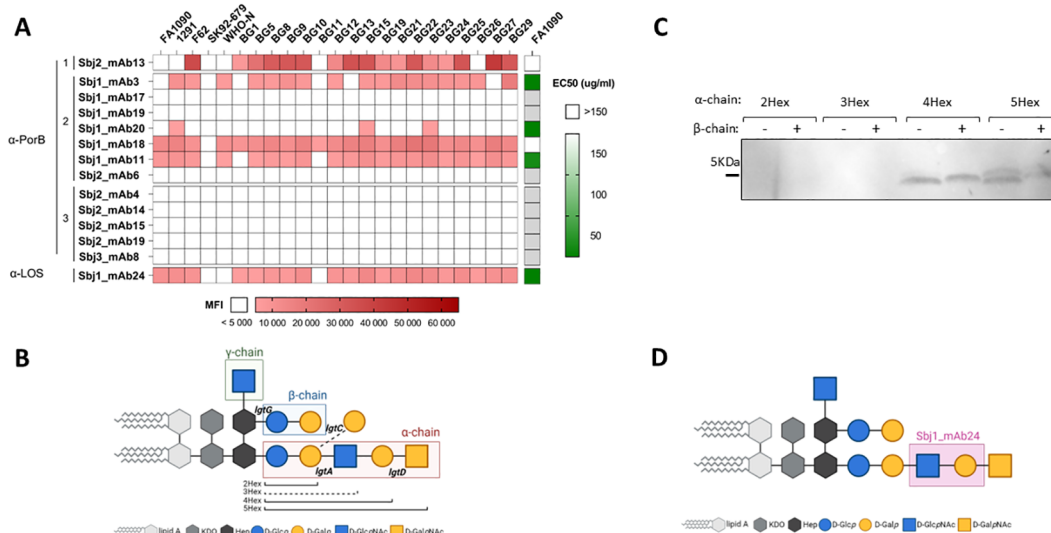 A
FA1090
1291
F62
SK92-679
WHO-N
BG1
BG5
BG8
BG9
BG10
BG11
BG12
BG13
BG15
BG19
BG21
BG22
BG23
BG24
BG25
BG26
BG27
BG29
FA1090
α-PorB
1
Sbj2_mAb13
2
Sbj1_mAb3
Sbj1_mAb17
Sbj1_mAb19
Sbj1_mAb20
Sbj1_mAb18
Sbj1_mAb11
Sbj2_mAb6
3
Sbj2_mAb4
Sbj2_mAb14
Sbj2_mAb15
Sbj2_mAb19
Sbj3_mAb8
α-LOS
Sbj1_mAb24
EC50 (ug/ml)
>150
150
100
50
MFI
< 5 000 10 000 20 000 30 000 40 000 50 000 60 000
C
α-chain: 2Hex 3Hex 4Hex 5Hex
β-chain: - + - + - + - +
5KDa
B
γ-chain
β-chain
lgtG
lgtC
α-chain
lgtA
lgtD
2Hex
3Hex
4Hex
5Hex
lipid A KDO Hep D-Glcp D-Galp D-GlcpNAc D-GalpNAc
D
Sbj1_mAb24
lipid A KDO Hep D-Glcp D-Galp D-GlcpNAc D-GalpNAc